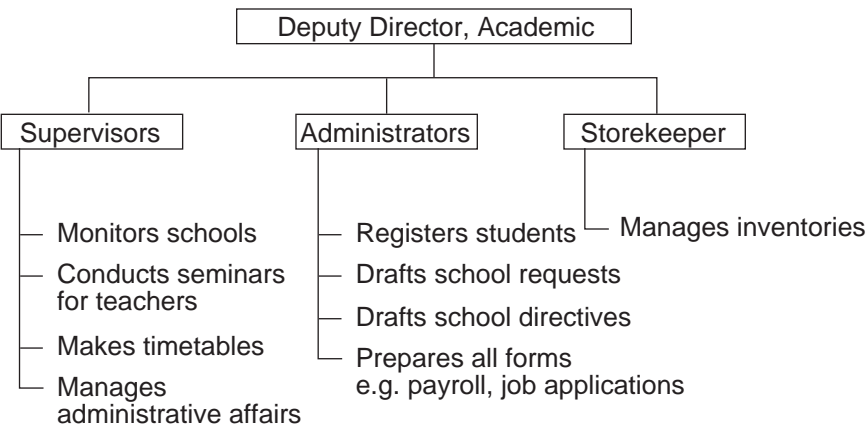 Deputy Director, Academic
Supervisors
Administrators
Storekeeper
Monitors schools
Conducts seminars
for teachers
Makes timetables
Manages
administrative affairs
Registers students
Drafts school requests
Drafts school directives
Prepares all forms
e.g. payroll, job applications
Manages inventories